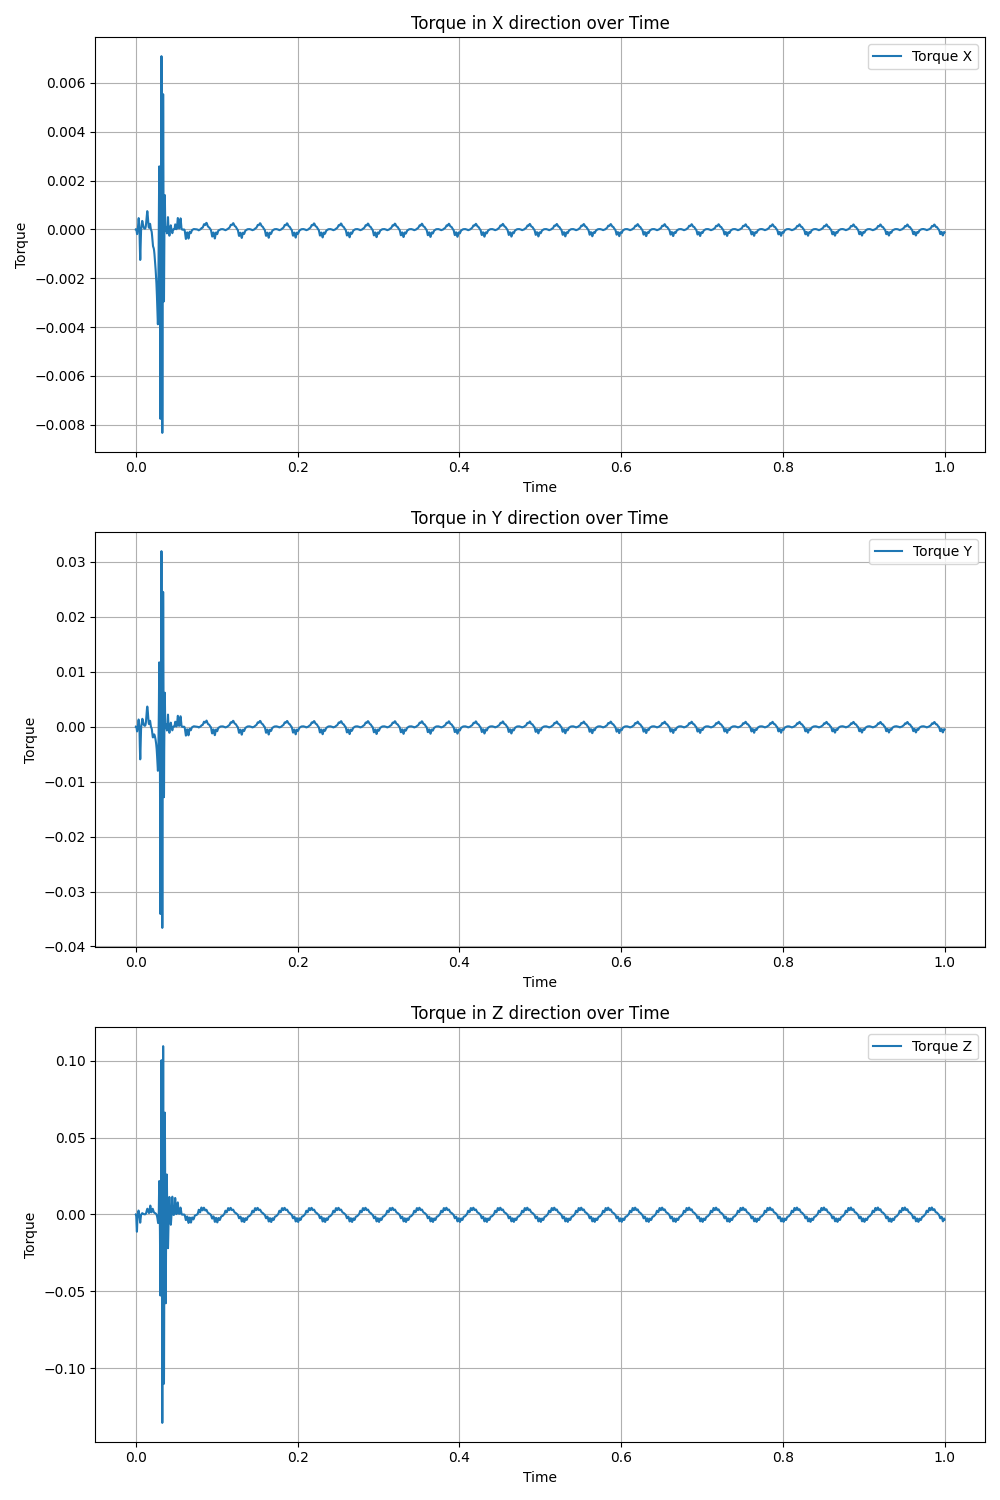 Torque in X direction over Time
Torque X
0.006
0.004
0.002
0.000
−0.002
−0.004
−0.006
−0.008
Torque
0.0 0.2 0.4 0.6 0.8 1.0
Time
Torque in Y direction over Time
Torque Y
0.03
0.02
0.01
0.00
−0.01
−0.02
−0.03
−0.04
Torque
0.0 0.2 0.4 0.6 0.8 1.0
Time
Torque in Z direction over Time
Torque Z
0.10
0.05
0.00
−0.05
−0.10
Torque
0.0 0.2 0.4 0.6 0.8 1.0
Time